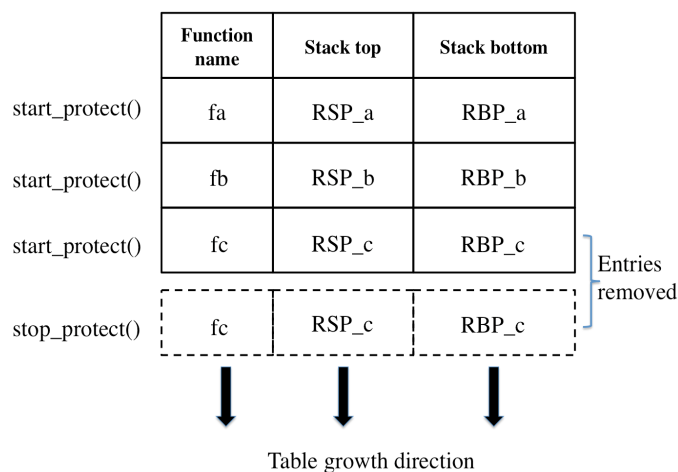 Function name
Stack top
Stack bottom
start_protect()
fa
RSP_a
RBP_a
start_protect()
fb
RSP_b
RBP_b
start_protect()
fc
RSP_c
RBP_c
Entries
removed
stop_protect()
fc
RSP_c
RBP_c
Table growth direction